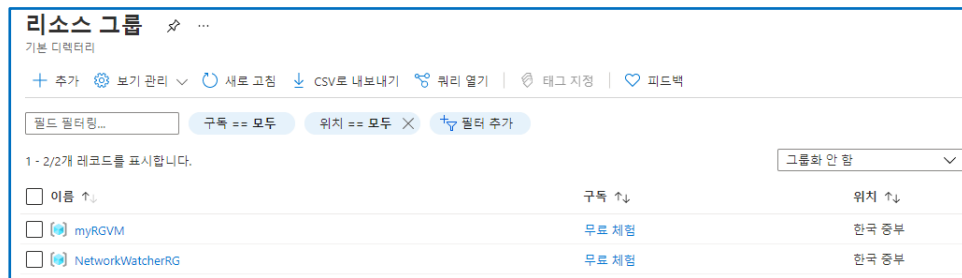 리소스 그룹 ...
기본 디렉터리
추가 보기 관리 새로 고침 CSV로 내보내기 쿼리 열기 태그 지정 피드백
필드 필터링... 구독 == 모두 위치 == 모두 필터 추가
1 - 2/2개 레코드를 표시합니다. 그룹화 안 함
이름 구독 위치
myRGVM 무료 체험 한국 중부
NetworkWatcherRG 무료 체험 한국 중부